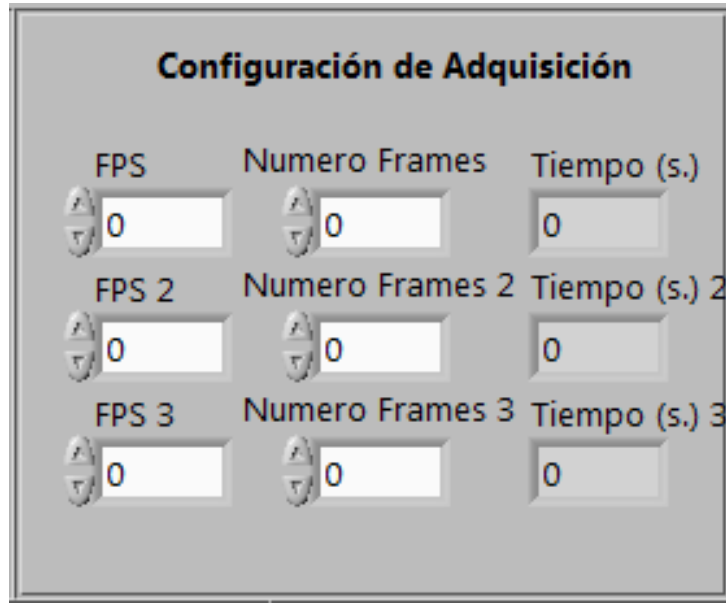 Configuración de Adquisición
FPS Numero Frames Tiempo (s.)
0 0 0
FPS 2 Numero Frames 2 Tiempo (s.) 2
0 0 0
FPS 3 Numero Frames 3 Tiempo (s.) 3
0 0 0